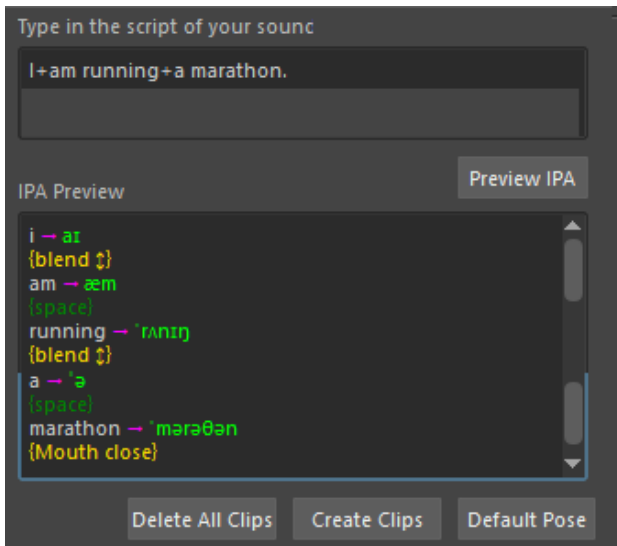 Type in the script of your sounc
I+am running+a marathon.
Preview IPA
IPA Preview
i → aɪ
{blend ↕}
am → æm
{space}
running → ˈrʌnɪŋ
{blend ↕}
a → ˈə
{space}
marathon → ˈmərəθən
{Mouth close}
Delete All Clips
Create Clips
Default Pose